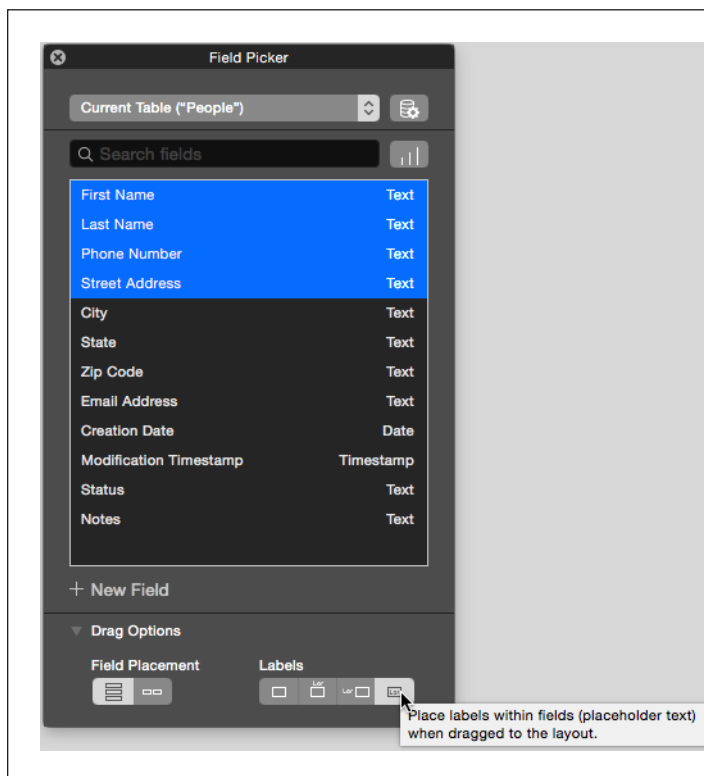 Field Picker
Current Table ("People")
Search fields
First Name Text
Last Name Text
Phone Number Text
Street Address Text
City Text
State Text
Zip Code Text
Email Address Text
Creation Date Date
Modification Timestamp Timestamp
Status Text
Notes Text
+ New Field
Drag Options
Field Placement Labels
Place labels within fields (placeholder text)
when dragged to the layout.